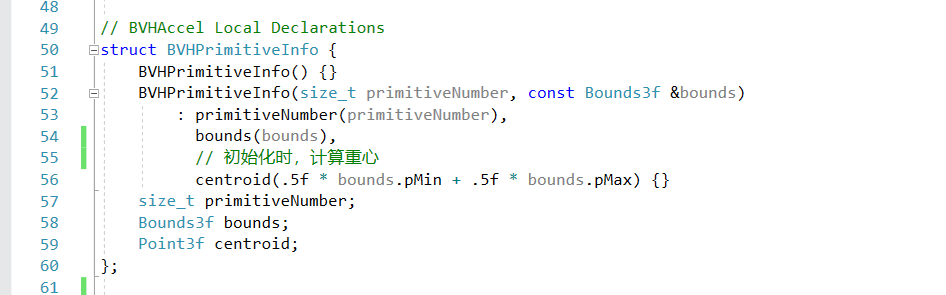 48
49 // BVHAccel Local Declarations
50 struct BVHPrimitiveInfo {
51     BVHPrimitiveInfo() {}
52     BVHPrimitiveInfo(size_t primitiveNumber, const Bounds3f &bounds)
53         : primitiveNumber(primitiveNumber),
54           bounds(bounds),
55           // 初始化时，计算重心
56           centroid(.5f * bounds.pMin + .5f * bounds.pMax) {}
57     size_t primitiveNumber;
58     Bounds3f bounds;
59     Point3f centroid;
60 };
61